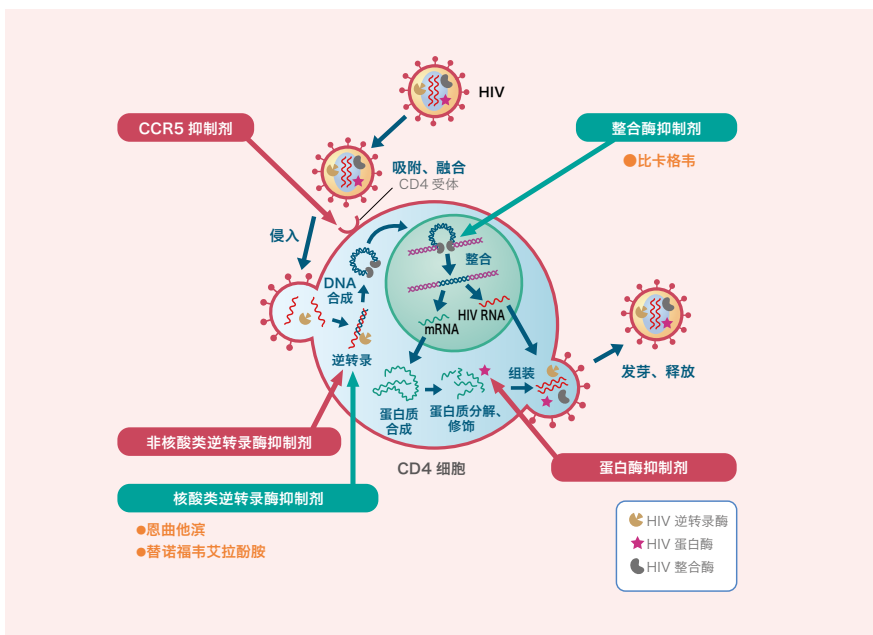 HIV
CCR5 抑制剂
整合酶抑制剂
●比卡格韦
吸附、融合
CD4 受体
侵入
整合
DNA
合成
HIV RNA
mRNA
逆转录
组装
发芽、释放
蛋白质
合成
蛋白质分解、
修饰
非核酸类逆转录酶抑制剂
CD4 细胞
蛋白酶抑制剂
核酸类逆转录酶抑制剂
●恩曲他滨
●替诺福韦艾拉酚胺
HIV 逆转录酶
HIV 蛋白酶
HIV 整合酶